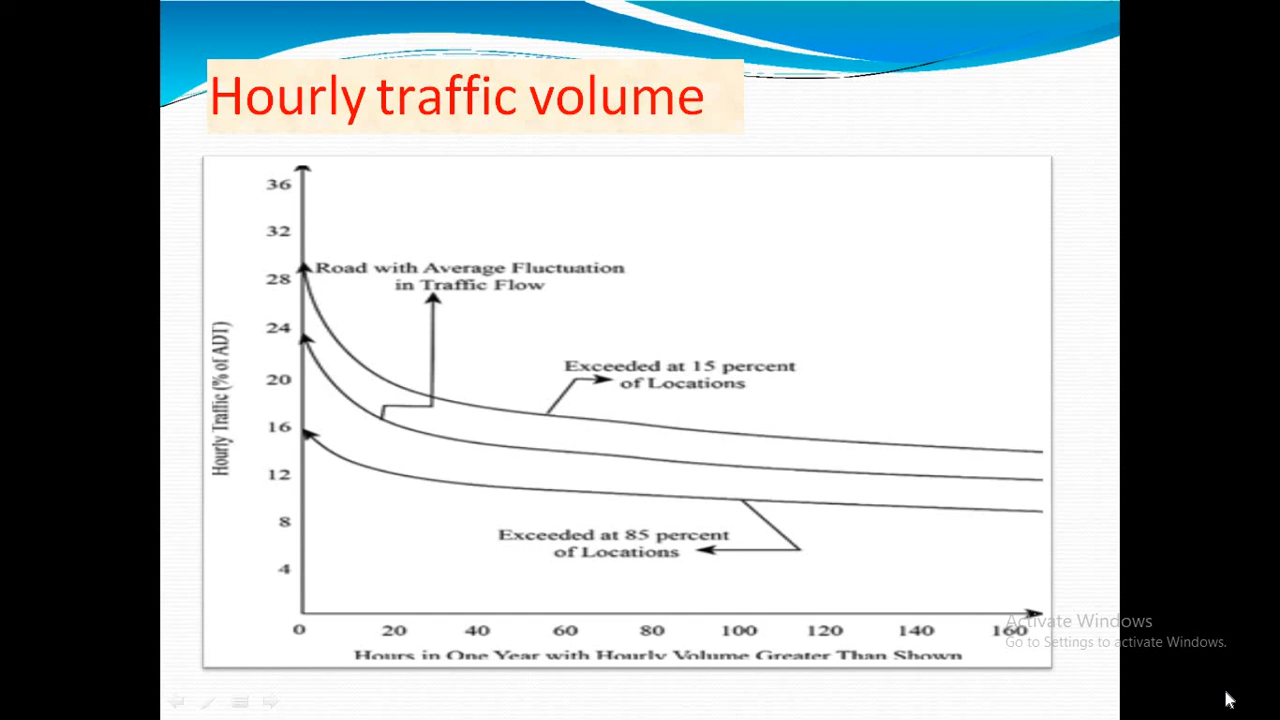 Hourly traffic volume
36
32
Road with Average Fluctuation
in Traffic Flow
28
24
Exceeded at 15 percent
of Locations
20
16
Hourly Traffic (% of ADT)
12
8
Exceeded at 85 percent
of Locations
4
0 20 40 60 80 100 120 140 160
Hours in One Year with Hourly Volume Greater Than Shown
Activate Windows
Go to Settings to activate Windows.